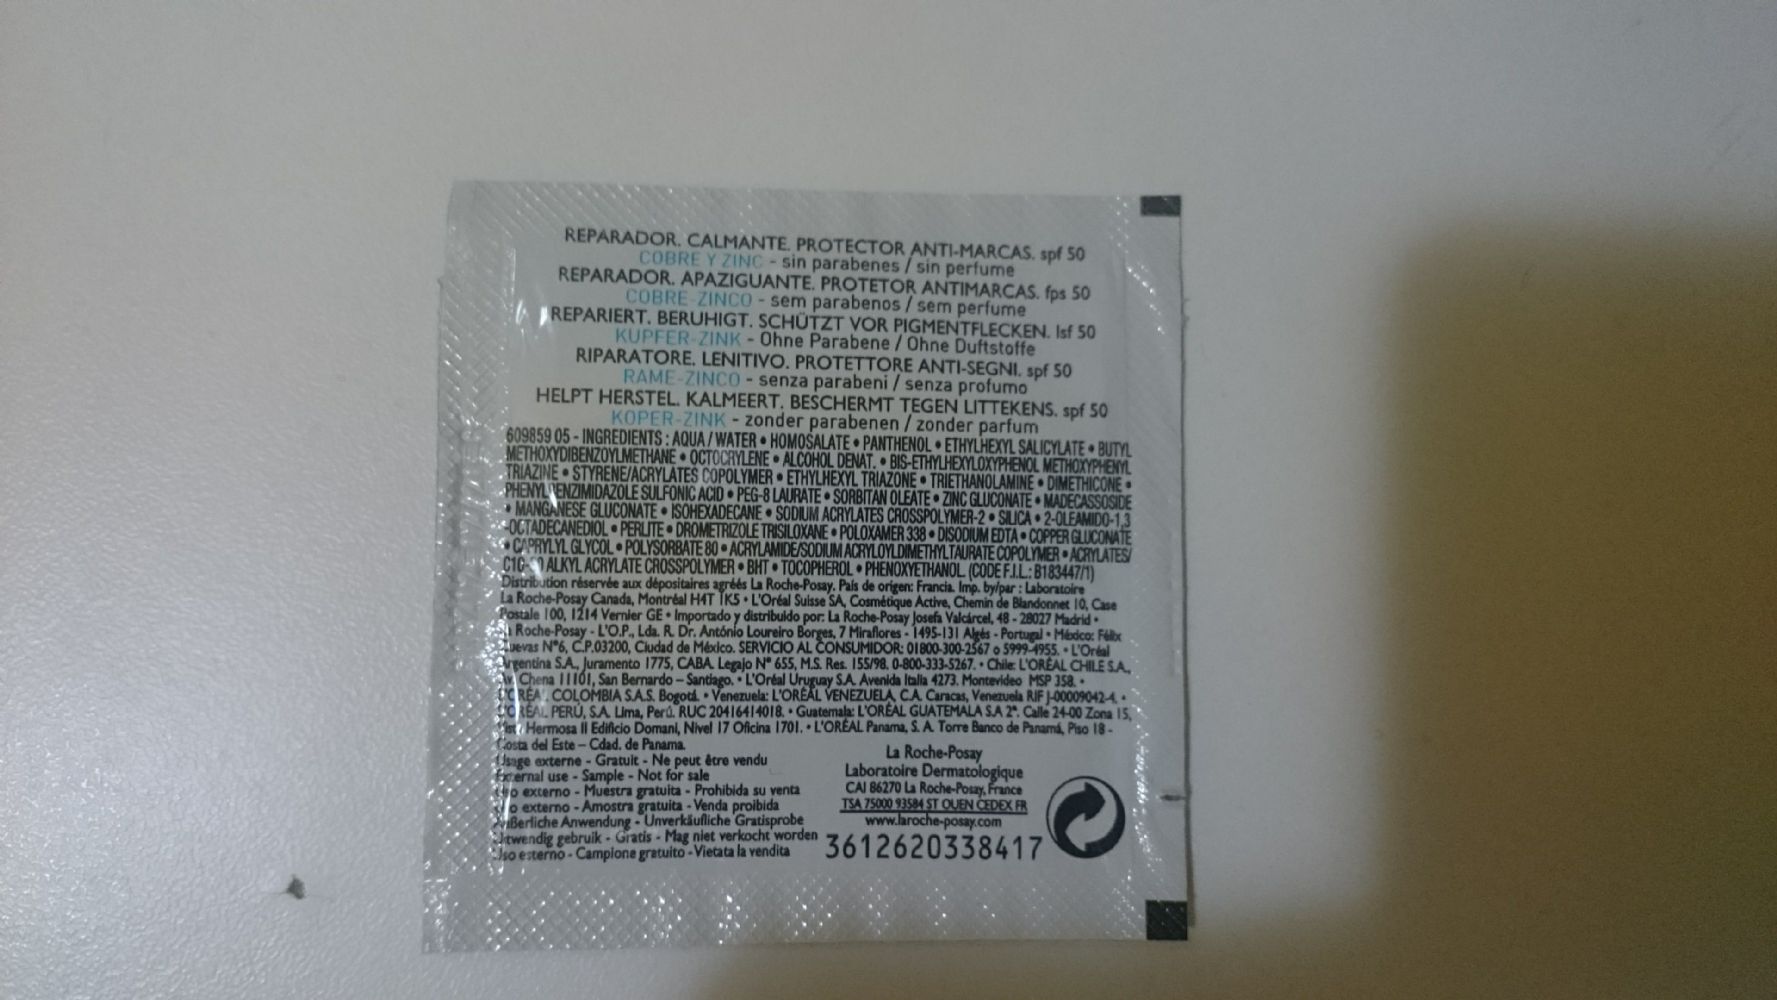 REPARADOR. CALMANTE. PROTECTOR ANTI-MARCAS. spf 50
COBRE Y ZINC - sin parabenes / sin perfume
REPARADOR. APAZIGUANTE. PROTETOR ANTIMARCAS. fps 50
COBRE-ZINCO - sem parabenos / sem perfume
REPARIERT. BERUHIGT. SCHÜTZT VOR PIGMENTFLECKEN. lsf 50
KUPFER-ZINK - Ohne Parabene / Ohne Duftstoffe
RIPARATORE. LENITIVO. PROTETTORE ANTI-SEGNI. spf 50
RAME-ZINCO - senza parabeni / senza profumo
HELPT HERSTEL. KALMEERT. BESCHERMT TEGEN LITTEKENS. spf 50
KOPER-ZINK - zonder parabenen / zonder parfum
609859 05 - INGREDIENTS : AQUA / WATER • HOMOSALATE • PANTHENOL • ETHYLHEXYL SALICYLATE • BUTYL
METHOXYDIBENZOYLMETHANE • OCTOCRYLENE • ALCOHOL DENAT. • BIS-ETHYLHEXYLOXYPHENOL METHOXYPHENYL
TRIAZINE • STYRENE/ACRYLATES COPOLYMER • ETHYLHEXYL TRIAZONE • TRIETHANOLAMINE • DIMETHICONE •
PHENYLBENZIMIDAZOLE SULFONIC ACID • PEG-8 LAURATE • SORBITAN OLEATE • ZINC GLUCONATE • MADECASSOSIDE
• MANGANESE GLUCONATE • ISOHEXADECANE • SODIUM ACRYLATES CROSSPOLYMER-2 • SILICA • 2-OLEAMIDO-1,3
-OCTADECANEDIOL • PERLITE • DROMETRIZOLE TRISILOXANE • POLOXAMER 338 • DISODIUM EDTA • COPPER GLUCONATE
• CAPRYLYL GLYCOL • POLYSORBATE 80 • ACRYLAMIDE/SODIUM ACRYLOYLDIMETHYLTAURATE COPOLYMER • ACRYLATES/
C10-30 ALKYL ACRYLATE CROSSPOLYMER • BHT • TOCOPHEROL • PHENOXYETHANOL. (CODE F.I.L.: B183447/1)
Distribution réservée aux dépositaires agréés La Roche-Posay. País de origen: Francia. Imp. by/par : Laboratoire
La Roche-Posay Canada, Montréal H4T 1K5 • L'Oréal Suisse SA, Cosmétique Active, Chemin de Blandonnet 10, Case
Postale 100, 1214 Vernier GE • Importado y distribuido por: La Roche-Posay Josefa Valcárcel, 48 - 28027 Madrid •
Roche-Posay - L'O.P., Lda. R. Dr. António Loureiro Borges, 7 Miraflores - 1495-131 Algés - Portugal • México: Félix
Cuevas N°6, C.P.03200, Ciudad de México. SERVICIO AL CONSUMIDOR: 01800-300-2567 o 5999-4955. • L'Oréal
Argentina S.A., Juramento 1775, CABA. Legajo N° 655, M.S. Res. 155/98. 0-800-333-5267. • Chile: L'ORÉAL CHILE S.A.,
Av. Chena 11101, San Bernardo – Santiago. • L'Oréal Uruguay S.A. Avenida Italia 4273. Montevideo MSP 358. •
L'ORÉAL COLOMBIA S.A.S. Bogotá. • Venezuela: L'ORÉAL VENEZUELA, C.A. Caracas, Venezuela RIF J-00009042-4. •
L'ORÉAL PERÚ, S.A. Lima, Perú. RUC 20416414018. • Guatemala: L'ORÉAL GUATEMALA S.A 2ª. Calle 24-00 Zona 15,
Vista Hermosa II Edificio Domani, Nivel 17 Oficina 1701. • L'ORÉAL Panama, S. A. Torre Banco de Panamá, Piso 18 -
Costa del Este – Cdad. de Panama.
Usage externe - Gratuit - Ne peut être vendu
External use - Sample - Not for sale
Uso externo - Muestra gratuita - Prohibida su venta
Uso externo - Amostra gratuita - Venda proibida
Äußerliche Anwendung - Unverkäufliche Gratisprobe
Uitwendig gebruik - Gratis - Mag niet verkocht worden
Uso esterno - Campione gratuito - Vietata la vendita
La Roche-Posay
Laboratoire Dermatologique
CAI 86270 La Roche-Posay, France
TSA 75000 93584 ST OUEN CEDEX FR
www.laroche-posay.com
3612620338417